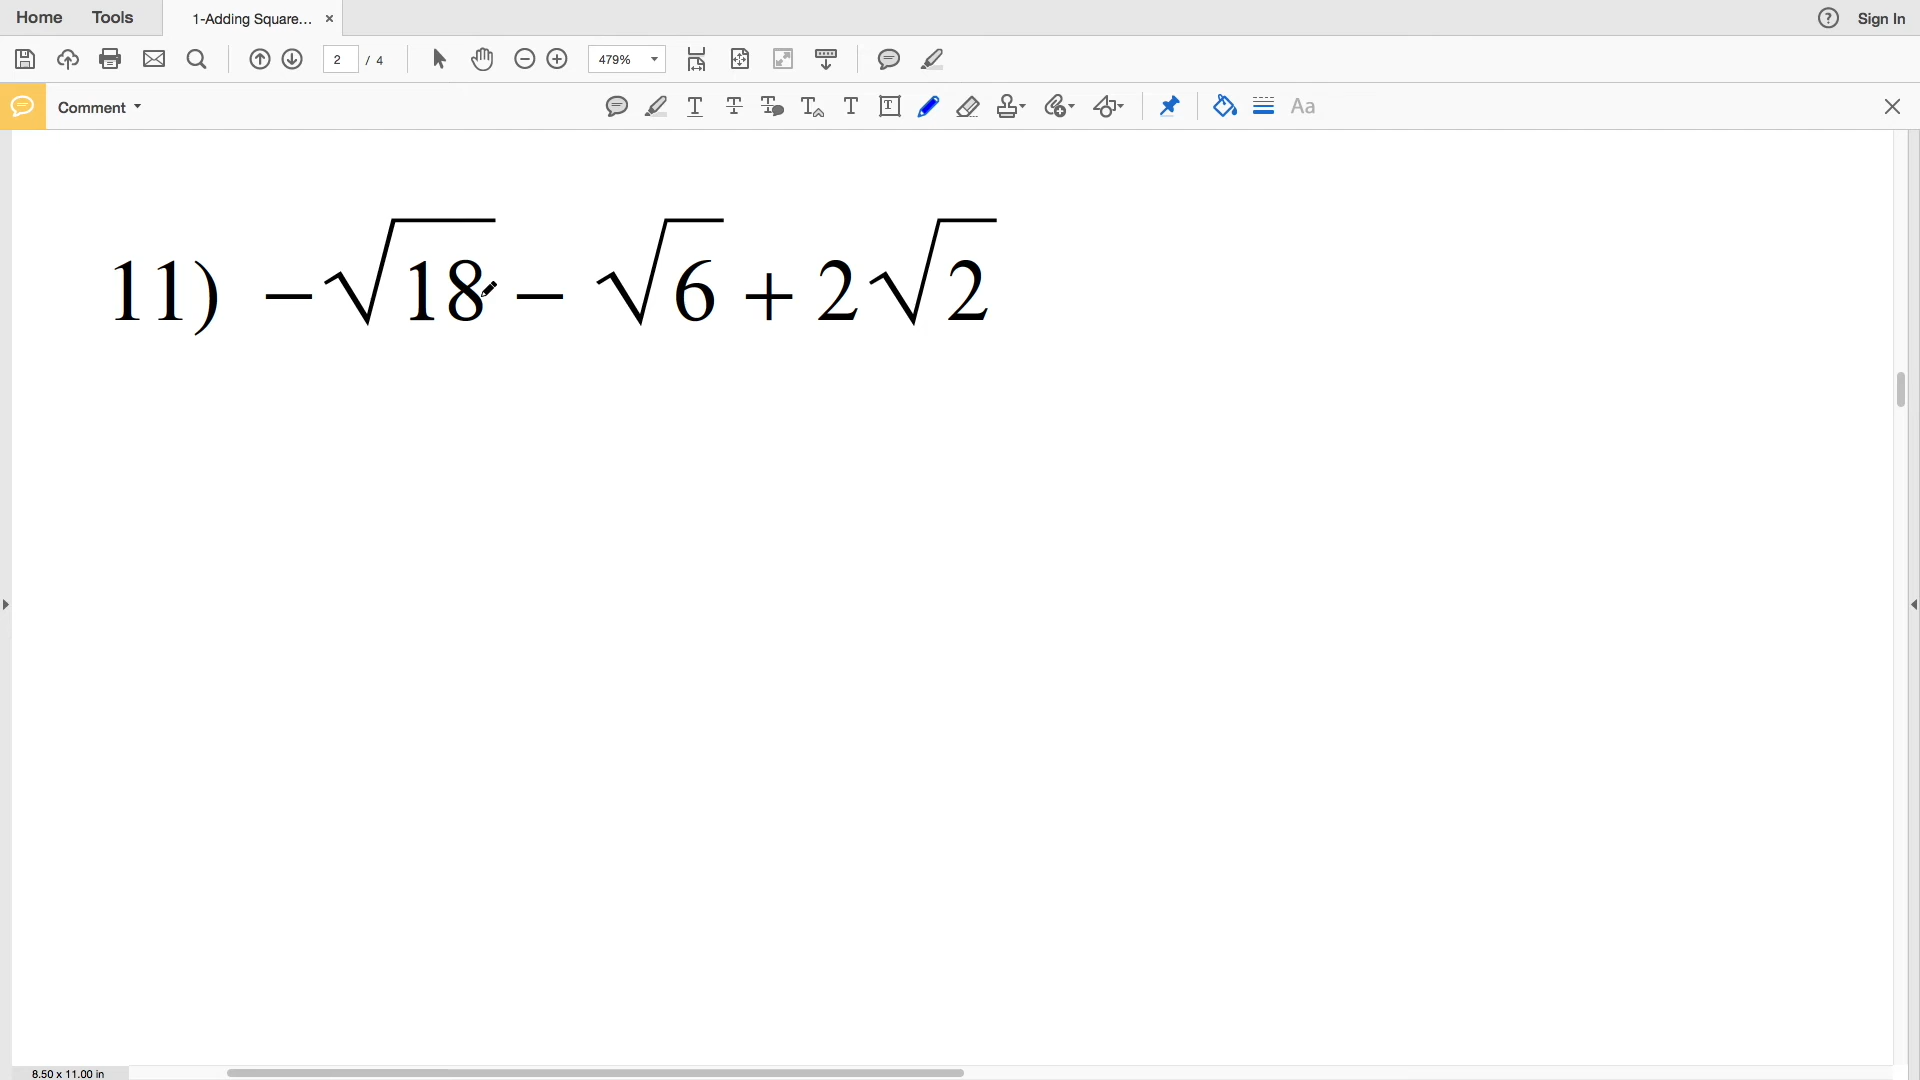 Home Tools 1-Adding Square... × ? Sign In
2 / 4 479%
Comment T T T T T T Aa
11) −√18 − √6 + 2√2
8.50 x 11.00 in